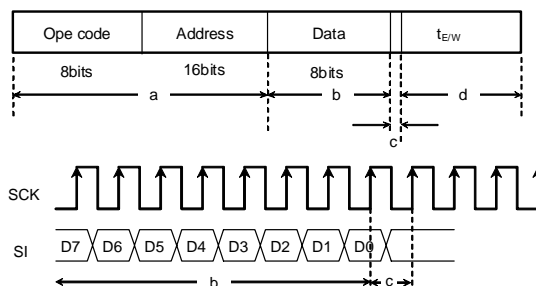 Ope code Address Data tE/W
8bits 16bits 8bits
a b d
c
SCK
SI D7 D6 D5 D4 D3 D2 D1 D0
b c